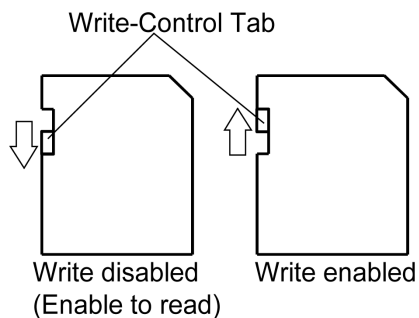 Write-Control Tab
Write disabled
(Enable to read)
Write enabled